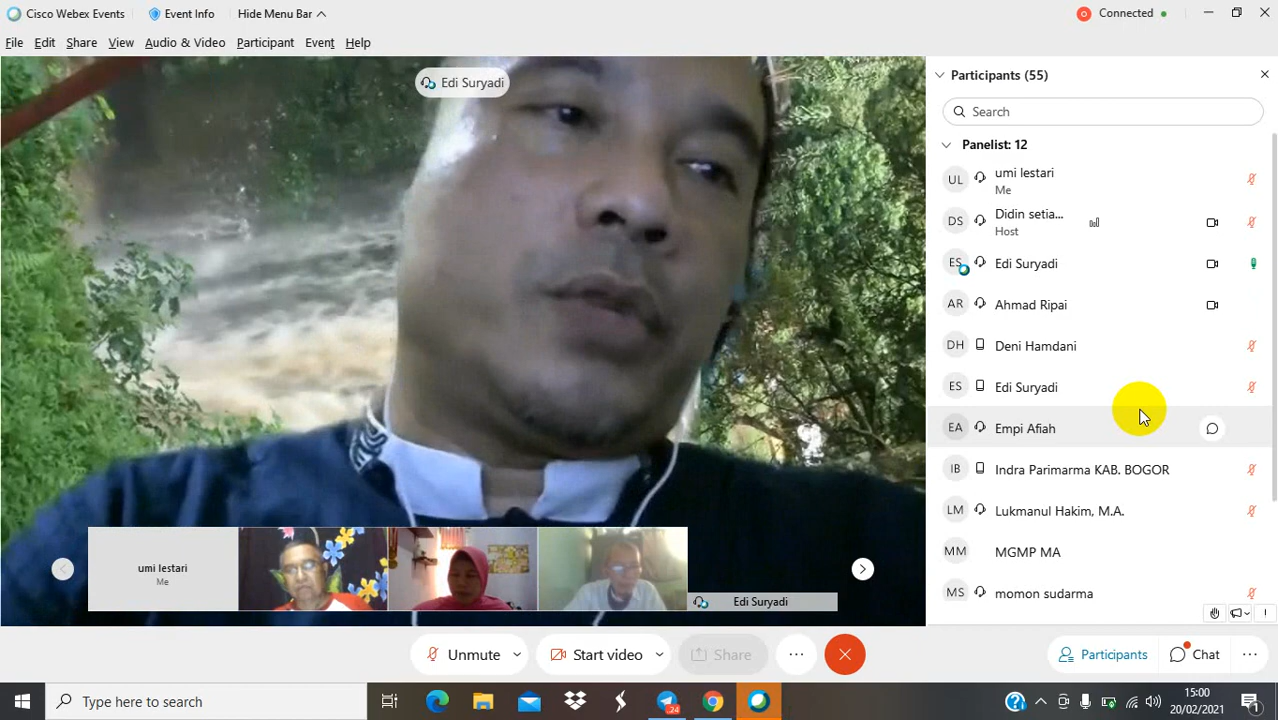 Cisco Webex Events
Event Info
Hide Menu Bar
Connected
File Edit Share View Audio & Video Participant Event Help
Edi Suryadi
umi lestari
Me
Edi Suryadi
Participants (55)
Search
Panelist: 12
UL
umi lestari
Me
DS
Didin setia...
Host
ES
Edi Suryadi
AR
Ahmad Ripai
DH
Deni Hamdani
ES
Edi Suryadi
EA
Empi Afiah
IB
Indra Parimarma KAB. BOGOR
LM
Lukmanul Hakim, M.A.
MM
MGMP MA
MS
momon sudarma
Unmute
Start video
Share
Participants
Chat
Type here to search
24
15:00
20/02/2021
1